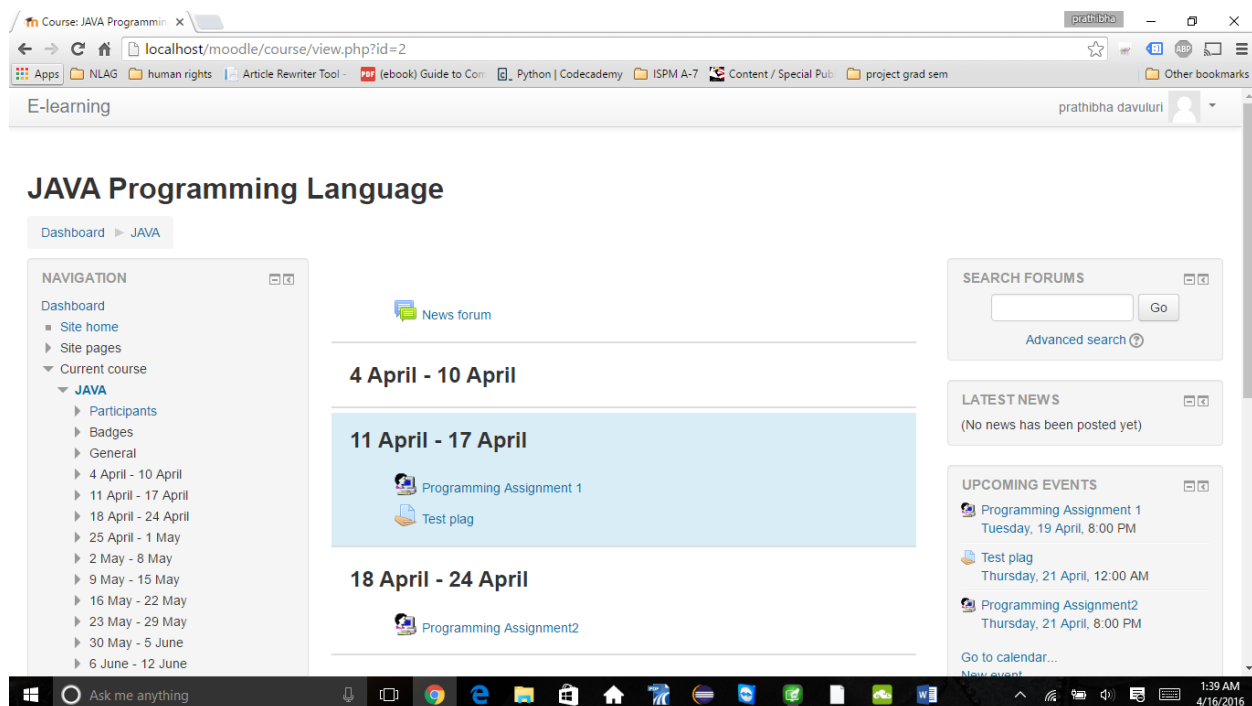 Course: JAVA Programmin
prathibha
localhost/moodle/course/view.php?id=2
Apps NLAG human rights Article Rewriter Tool - (ebook) Guide to Com Python | Codecademy ISPM A-7 Content / Special Pub project grad sem Other bookmarks
E-learning prathibha davuluri
JAVA Programming Language
Dashboard JAVA
NAVIGATION
Dashboard
Site home
Site pages
Current course
JAVA
Participants
Badges
General
4 April - 10 April
11 April - 17 April
18 April - 24 April
25 April - 1 May
2 May - 8 May
9 May - 15 May
16 May - 22 May
23 May - 29 May
30 May - 5 June
6 June - 12 June
News forum
4 April - 10 April
11 April - 17 April
Programming Assignment 1
Test plag
18 April - 24 April
Programming Assignment2
SEARCH FORUMS
Go
Advanced search ?
LATEST NEWS
(No news has been posted yet)
UPCOMING EVENTS
Programming Assignment 1
Tuesday, 19 April, 8:00 PM
Test plag
Thursday, 21 April, 12:00 AM
Programming Assignment2
Thursday, 21 April, 8:00 PM
Go to calendar...
New event
Ask me anything
1:39 AM
4/16/2016